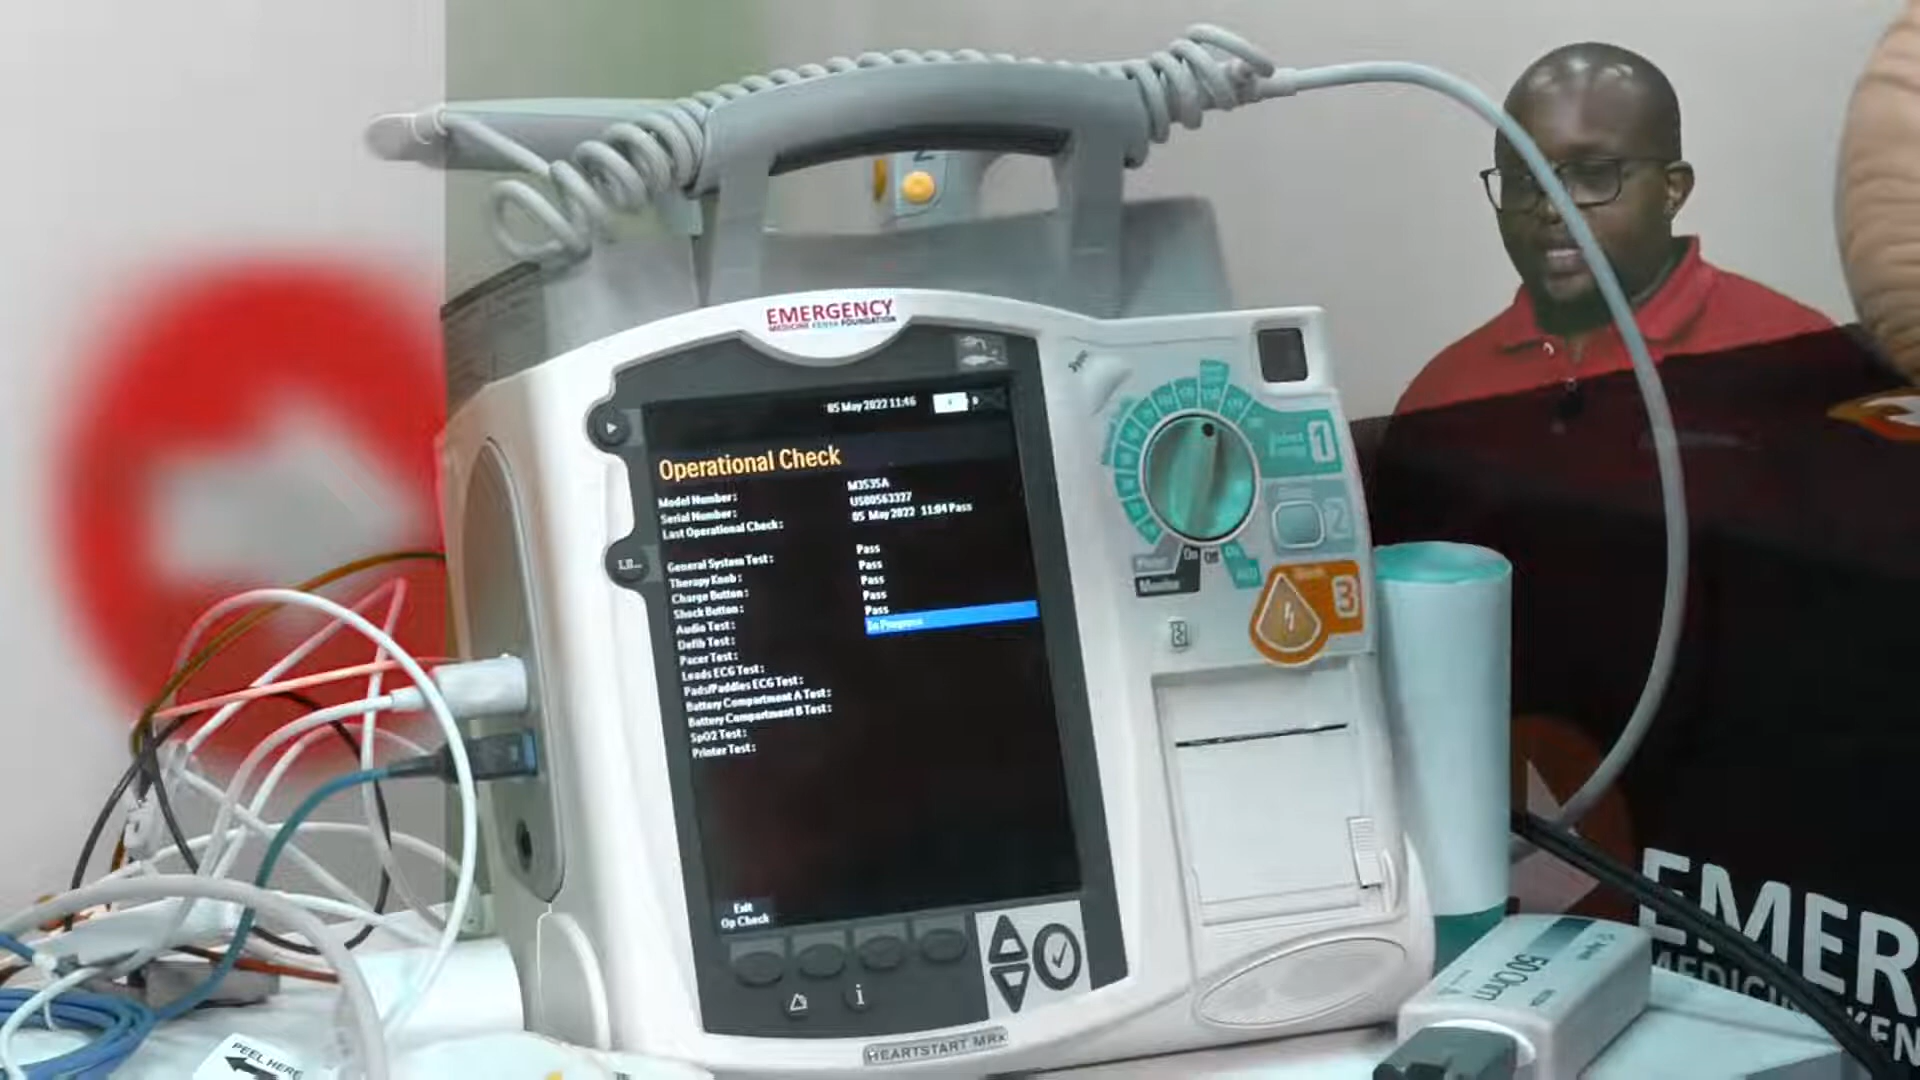 EMERGENCY
MEDICINE KENYA FOUNDATION
Sync
05 May 2022 11:46
Operational Check
Model Number: M3535A
Serial Number: US00563327
Last Operational Check: 05 May 2022 11:04 Pass
General System Test: Pass
Therapy Knob: Pass
Charge Button: Pass
Shock Button: Pass
Audio Test: Pass
Defib Test: In Progress
Pacer Test:
Leads ECG Test:
Pads/Paddles ECG Test:
Battery Compartment A Test:
Battery Compartment B Test:
SpO2 Test:
Printer Test:
Exit
Op Check
1
2
3
Monitor
On
Off
AED
HEARTSTART MRx
50 Ohm
PEEL HERE
EMER
MEDICI
KEN